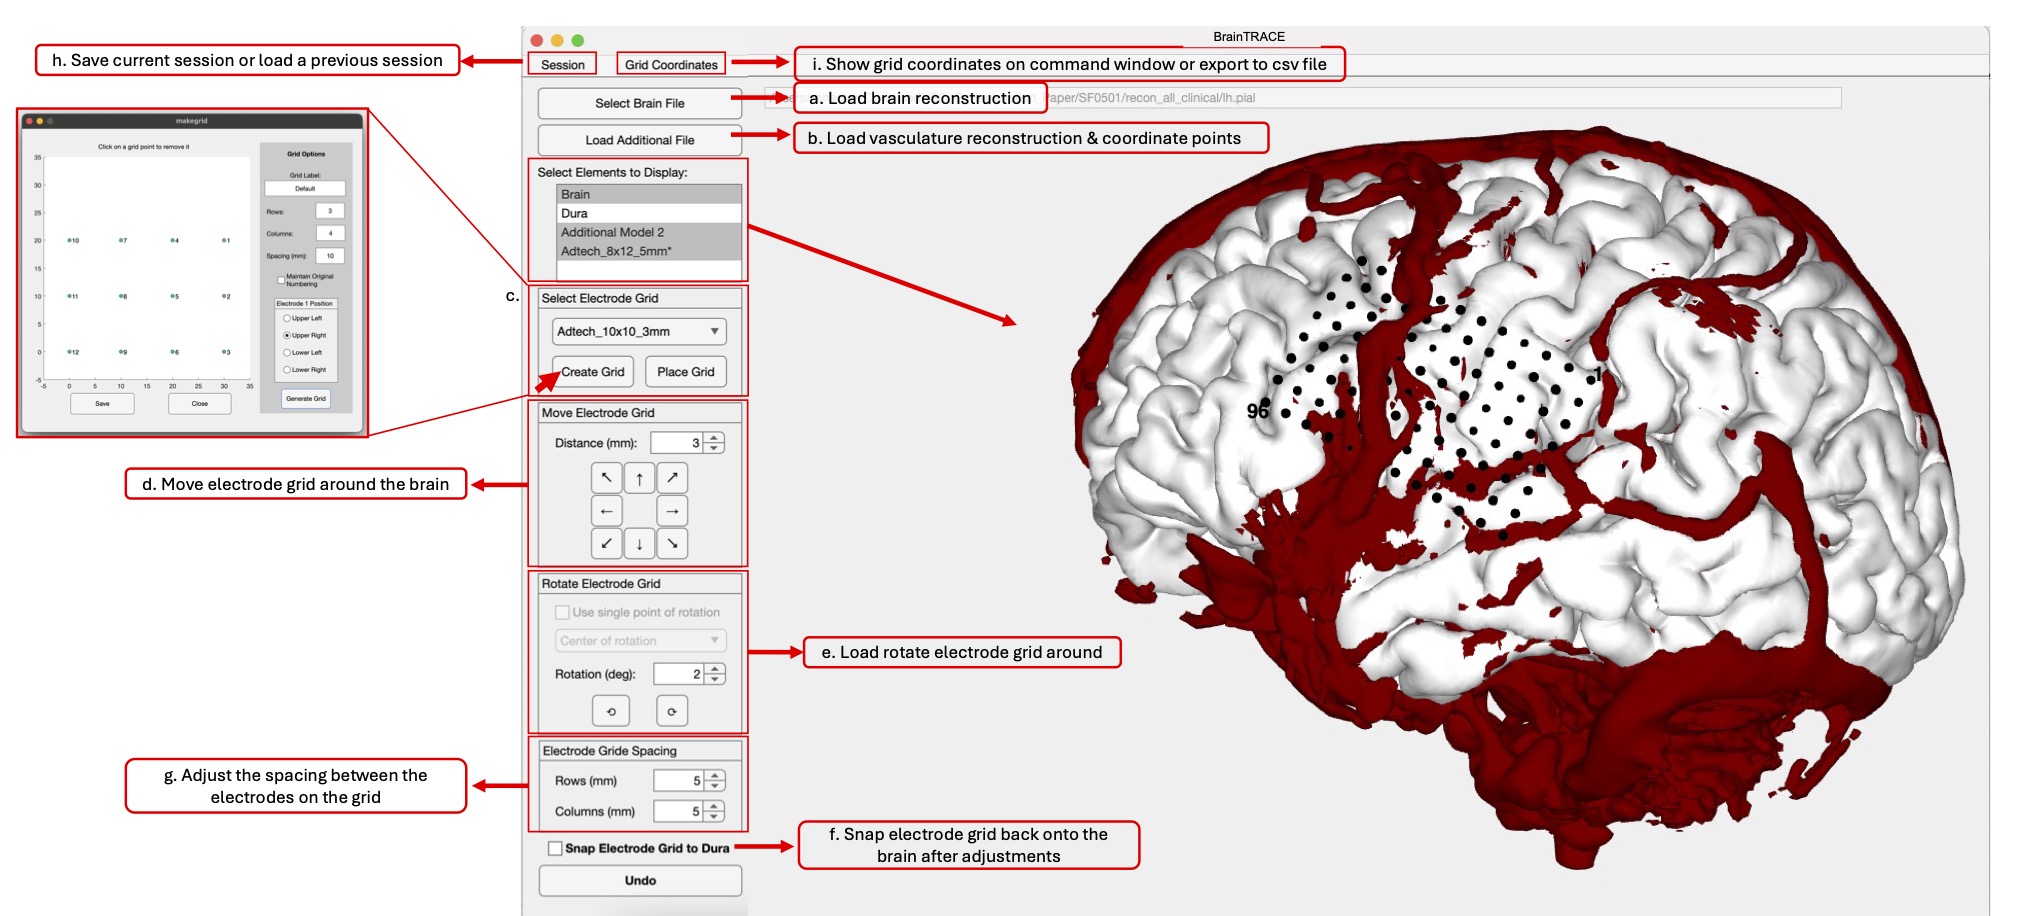 BrainTRACE
h. Save current session or load a previous session
Session
Grid Coordinates
i. Show grid coordinates on command window or export to csv file
Select Brain File
a. Load brain reconstruction
aper/SF0501/recon_all_clinical/lh.pial
Load Additional File
b. Load vasculature reconstruction & coordinate points
Select Elements to Display:
Brain
Dura
Additional Model 2
Adtech_8x12_5mm*
c.
Select Electrode Grid
Adtech_10x10_3mm
Create Grid
Place Grid
makegrid
Click on a grid point to remove it
35
30
25
20
15
10
5
0
-5
-5
0
5
10
15
20
25
30
35
10
7
4
1
11
8
5
2
12
9
6
3
Save
Close
Grid Options
Grid Label:
Default
Rows:
3
Columns:
4
Spacing (mm):
10
Maintain Original
Numbering
Electrode 1 Position
Upper Left
Upper Right
Lower Left
Lower Right
Generate Grid
Move Electrode Grid
Distance (mm):
3
↖ ↑ ↗
← →
↙ ↓ ↘
d. Move electrode grid around the brain
Rotate Electrode Grid
Use single point of rotation
Center of rotation
Rotation (deg):
2
⟲ ⟳
e. Load rotate electrode grid around
Electrode Gride Spacing
Rows (mm)
5
Columns (mm)
5
g. Adjust the spacing between the
electrodes on the grid
Snap Electrode Grid to Dura
f. Snap electrode grid back onto the
brain after adjustments
Undo
1
96